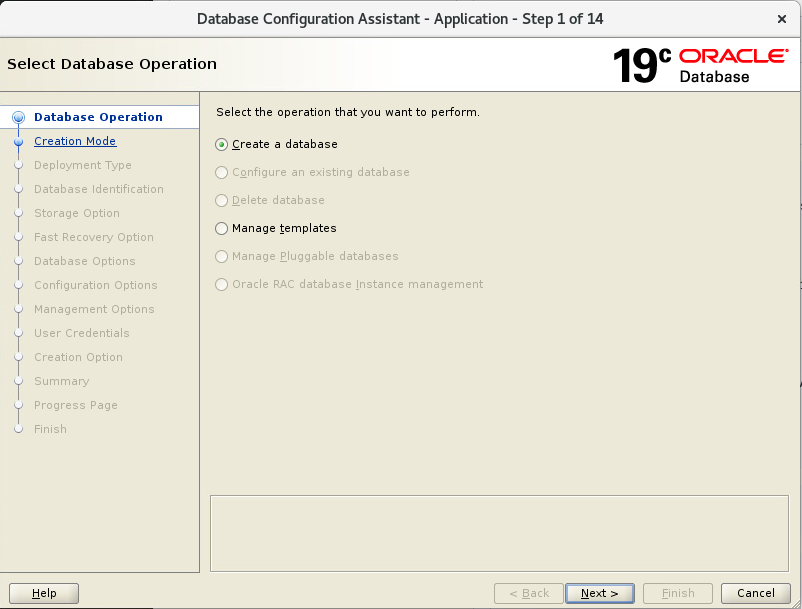 Database Configuration Assistant - Application - Step 1 of 14
Select Database Operation
19c ORACLE
Database
Database Operation
Creation Mode
Deployment Type
Database Identification
Storage Option
Fast Recovery Option
Database Options
Configuration Options
Management Options
User Credentials
Creation Option
Summary
Progress Page
Finish
Select the operation that you want to perform.
Create a database
Configure an existing database
Delete database
Manage templates
Manage Pluggable databases
Oracle RAC database Instance management
Help
< Back
Next >
Finish
Cancel